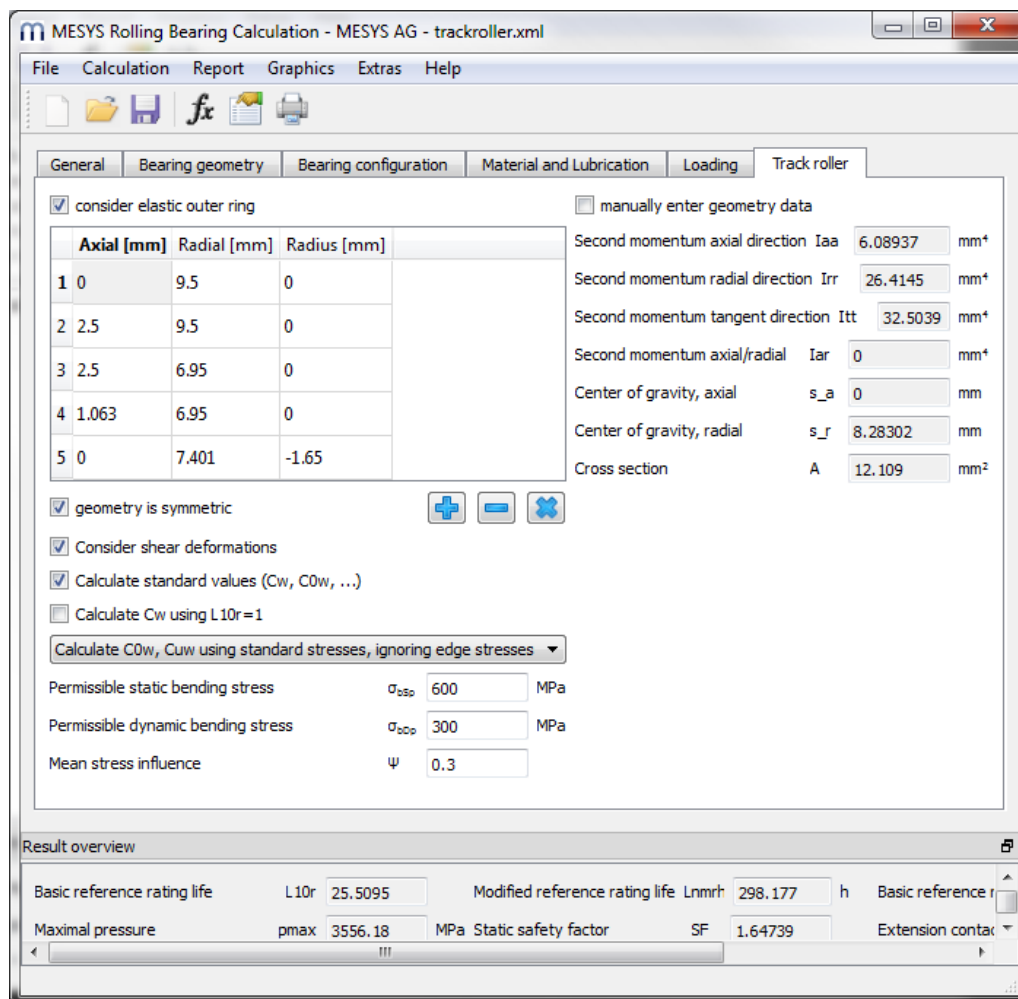 MESYS Rolling Bearing Calculation - MESYS AG - trackroller.xml
File Calculation Report Graphics Extras Help
fx
General Bearing geometry Bearing configuration Material and Lubrication Loading Track roller
consider elastic outer ring
Axial [mm] Radial [mm] Radius [mm]
1 0 9.5 0
2 2.5 9.5 0
3 2.5 6.95 0
4 1.063 6.95 0
5 0 7.401 -1.65
geometry is symmetric
Consider shear deformations
Calculate standard values (Cw, C0w, ...)
Calculate Cw using L10r=1
Calculate C0w, Cuw using standard stresses, ignoring edge stresses
Permissible static bending stress σbSp 600 MPa
Permissible dynamic bending stress σbDp 300 MPa
Mean stress influence Ψ 0.3
manually enter geometry data
Second momentum axial direction Iaa 6.08937 mm⁴
Second momentum radial direction Irr 26.4145 mm⁴
Second momentum tangent direction Itt 32.5039 mm⁴
Second momentum axial/radial Iar 0 mm⁴
Center of gravity, axial s_a 0 mm
Center of gravity, radial s_r 8.28302 mm
Cross section A 12.109 mm²
Result overview
Basic reference rating life L10r 25.5095 Modified reference rating life Lnmrh 298.177 h Basic reference r
Maximal pressure pmax 3556.18 MPa Static safety factor SF 1.64739 Extension contac